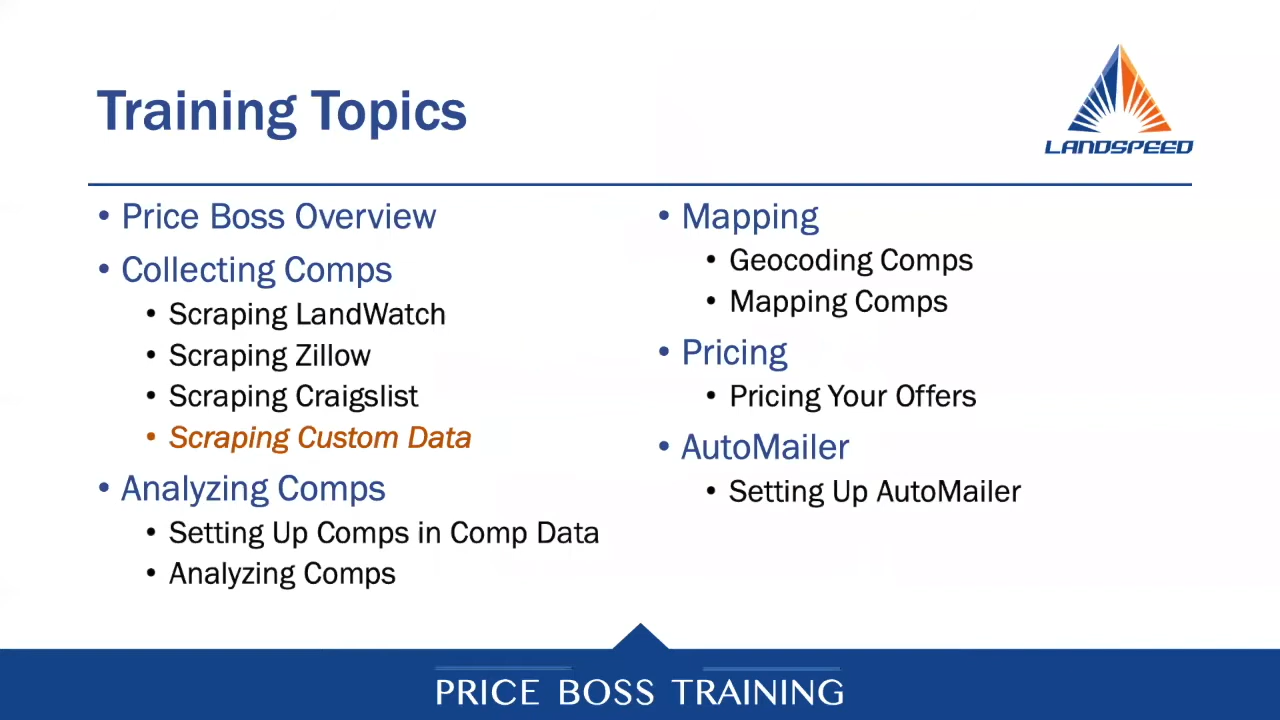 Training Topics
LANDSPEED
• Price Boss Overview
• Collecting Comps
• Scraping LandWatch
• Scraping Zillow
• Scraping Craigslist
• Scraping Custom Data
• Analyzing Comps
• Setting Up Comps in Comp Data
• Analyzing Comps
• Mapping
• Geocoding Comps
• Mapping Comps
• Pricing
• Pricing Your Offers
• AutoMailer
• Setting Up AutoMailer
PRICE BOSS TRAINING